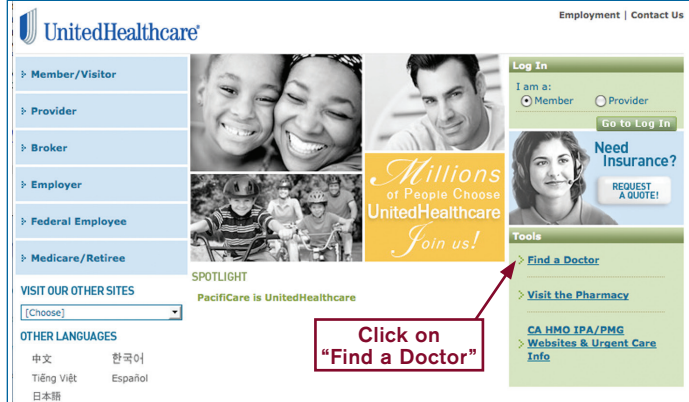 Employment | Contact Us
UnitedHealthcare®
Member/Visitor
Provider
Broker
Employer
Federal Employee
Medicare/Retiree
VISIT OUR OTHER SITES
[Choose]
OTHER LANGUAGES
中文 한국어
Tiếng Việt Español
日本語
Millions
of People Choose
UnitedHealthcare
Join us!
SPOTLIGHT
PacifiCare is UnitedHealthcare
Log In
I am a:
Member Provider
Go to Log In
Need
Insurance?
REQUEST
A QUOTE!
Tools
Find a Doctor
Visit the Pharmacy
CA HMO IPA/PMG
Websites & Urgent Care
Info
Click on
“Find a Doctor”